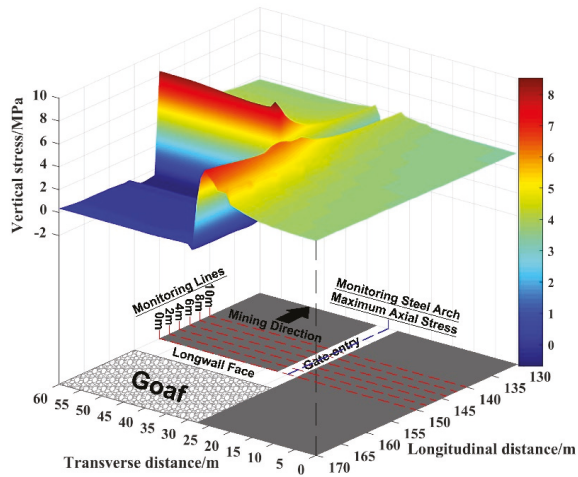 10
8
6
4
2
0
-2
Vertical stress/MPa
8
7
6
5
4
3
2
1
0
Monitoring Lines
0m
2m
4m
6m
8m
10m
Monitoring Steel Arch
Maximum Axial Stress
Mining Direction
Gate-entry
Longwall Face
Goaf
60
55
50
45
40
35
30
25
20
15
10
5
0
Transverse distance/m
170
165
160
155
150
145
140
135
130
Longitudinal distance/m